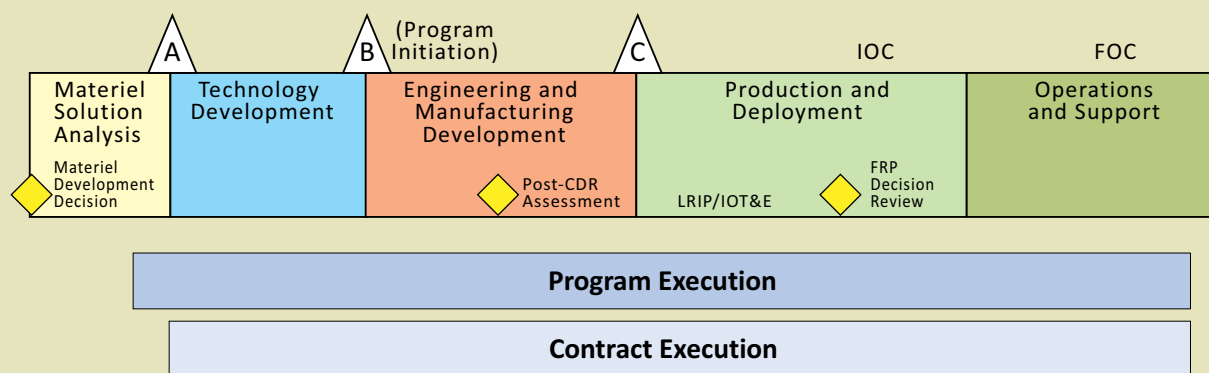 A
B
(Program
Initiation)
C
IOC
FOC
Materiel
Solution
Analysis
Technology
Development
Engineering and
Manufacturing
Development
Production and
Deployment
Operations
and Support
Materiel
Development
Decision
Post-CDR
Assessment
LRIP/IOT&E
FRP
Decision
Review
Program Execution
Contract Execution